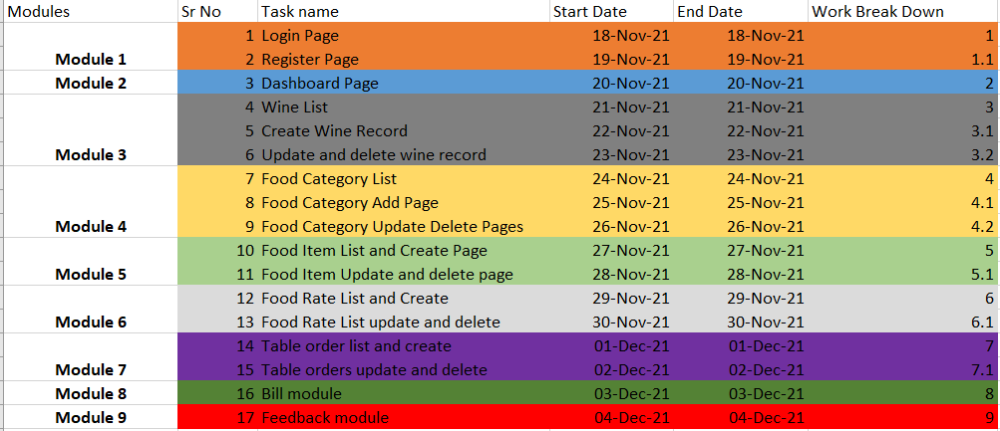 Modules Sr No Task name Start Date End Date Work Break Down
1 Login Page 18-Nov-21 18-Nov-21 1
Module 1 2 Register Page 19-Nov-21 19-Nov-21 1.1
Module 2 3 Dashboard Page 20-Nov-21 20-Nov-21 2
4 Wine List 21-Nov-21 21-Nov-21 3
5 Create Wine Record 22-Nov-21 22-Nov-21 3.1
Module 3 6 Update and delete wine record 23-Nov-21 23-Nov-21 3.2
7 Food Category List 24-Nov-21 24-Nov-21 4
8 Food Category Add Page 25-Nov-21 25-Nov-21 4.1
Module 4 9 Food Category Update Delete Pages 26-Nov-21 26-Nov-21 4.2
10 Food Item List and Create Page 27-Nov-21 27-Nov-21 5
Module 5 11 Food Item Update and delete page 28-Nov-21 28-Nov-21 5.1
12 Food Rate List and Create 29-Nov-21 29-Nov-21 6
Module 6 13 Food Rate List update and delete 30-Nov-21 30-Nov-21 6.1
14 Table order list and create 01-Dec-21 01-Dec-21 7
Module 7 15 Table orders update and delete 02-Dec-21 02-Dec-21 7.1
Module 8 16 Bill module 03-Dec-21 03-Dec-21 8
Module 9 17 Feedback module 04-Dec-21 04-Dec-21 9